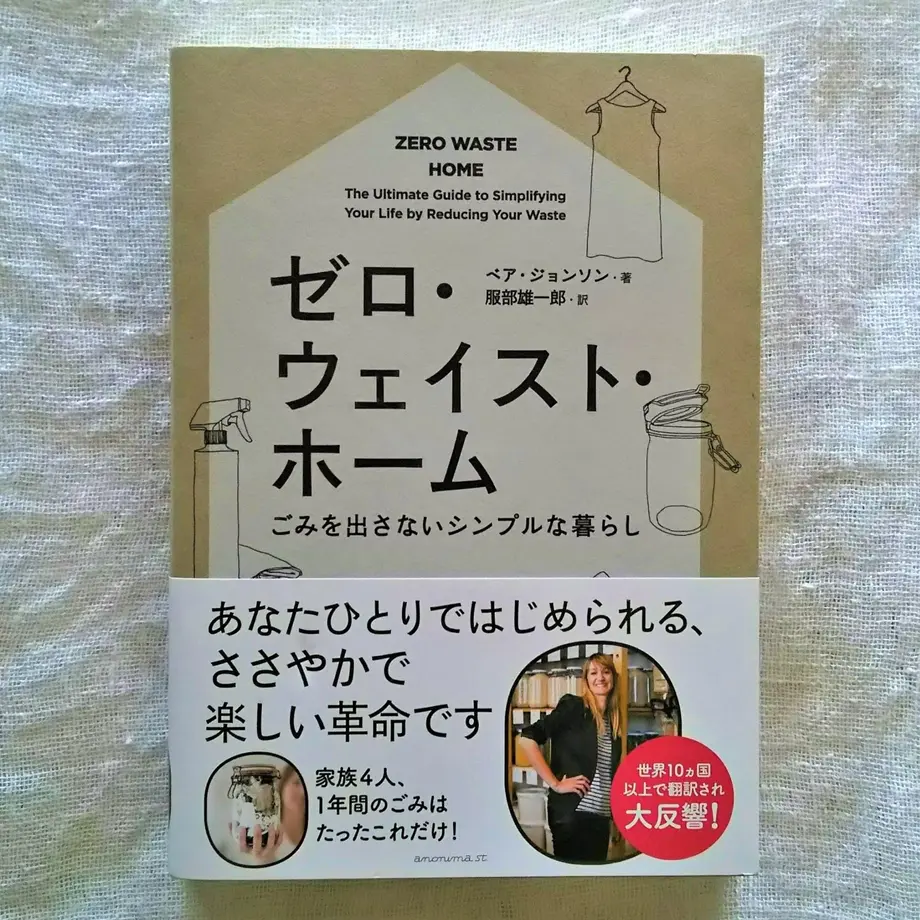 ZERO WASTE
HOME
The Ultimate Guide to Simplifying
Your Life by Reducing Your Waste
ベア・ジョンソン・著
服部雄一郎・訳
ゼロ・
ウェイスト・
ホーム
ごみを出さないシンプルな暮らし
あなたひとりではじめられる、
ささやかで
楽しい革命です
家族4人、
1年間のごみは
たったこれだけ!
世界10ヵ国
以上で翻訳され
大反響!
anonima st.